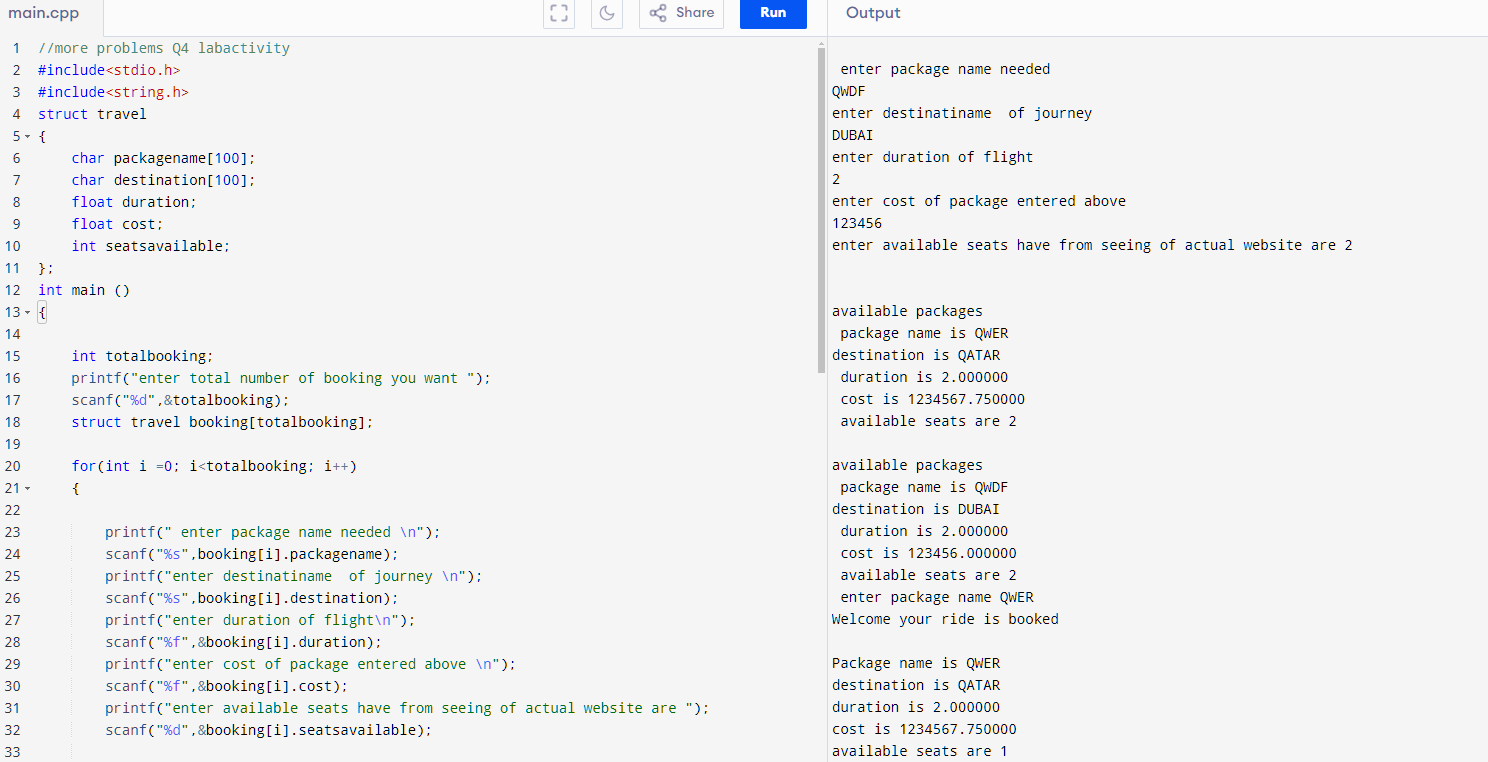 main.cpp
Share
Run
Output
1 //more problems Q4 labactivity
2 #include<stdio.h>
3 #include<string.h>
4 struct travel
5 {
6     char packagename[100];
7     char destination[100];
8     float duration;
9     float cost;
10     int seatsavailable;
11 };
12 int main ()
13 {
14
15     int totalbooking;
16     printf("enter total number of booking you want ");
17     scanf("%d",&totalbooking);
18     struct travel booking[totalbooking];
19
20     for(int i =0; i<totalbooking; i++)
21     {
22
23         printf(" enter package name needed \n");
24         scanf("%s",booking[i].packagename);
25         printf("enter destinatiname  of journey \n");
26         scanf("%s",booking[i].destination);
27         printf("enter duration of flight\n");
28         scanf("%f",&booking[i].duration);
29         printf("enter cost of package entered above \n");
30         scanf("%f",&booking[i].cost);
31         printf("enter available seats have from seeing of actual website are ");
32         scanf("%d",&booking[i].seatsavailable);
33
 enter package name needed
QWDF
enter destinatiname  of journey
DUBAI
enter duration of flight
2
enter cost of package entered above
123456
enter available seats have from seeing of actual website are 2
available packages
 package name is QWER
destination is QATAR
 duration is 2.000000
 cost is 1234567.750000
 available seats are 2
available packages
 package name is QWDF
destination is DUBAI
 duration is 2.000000
 cost is 123456.000000
 available seats are 2
 enter package name QWER
Welcome your ride is booked
Package name is QWER
destination is QATAR
duration is 2.000000
cost is 1234567.750000
available seats are 1